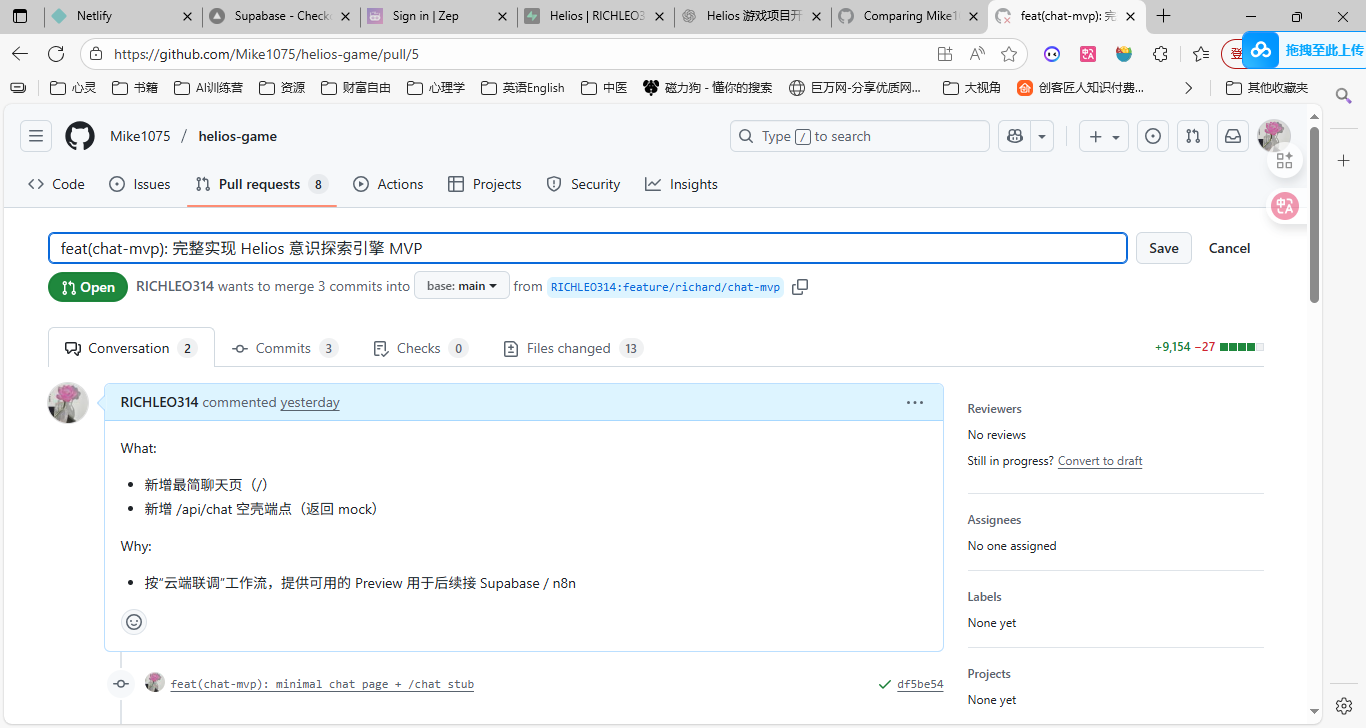 Netlify
Supabase - Check
Sign in | Zep
Helios | RICHLEO3
Helios 游戏项目开
Comparing Mike1
feat(chat-mvp): 完
https://github.com/Mike1075/helios-game/pull/5
登
拖拽至此上传
心灵
书籍
AI训练营
资源
财富自由
心理学
英语English
中医
磁力狗 - 懂你的搜索
巨万网-分享优质网...
大视角
创客匠人知识付费...
其他收藏夹
Mike1075 / helios-game
Type / to search
Code
Issues
Pull requests 8
Actions
Projects
Security
Insights
feat(chat-mvp): 完整实现 Helios 意识探索引擎 MVP
Save
Cancel
Open
RICHLEO314 wants to merge 3 commits into base: main from RICHLEO314:feature/richard/chat-mvp
Conversation 2
Commits 3
Checks 0
Files changed 13
+9,154 −27
RICHLEO314 commented yesterday
What:
新增最简聊天页（/）
新增 /api/chat 空壳端点（返回 mock）
Why:
按“云端联调”工作流，提供可用的 Preview 用于后续接 Supabase / n8n
feat(chat-mvp): minimal chat page + /chat stub
df5be54
Reviewers
No reviews
Still in progress? Convert to draft
Assignees
No one assigned
Labels
None yet
Projects
None yet